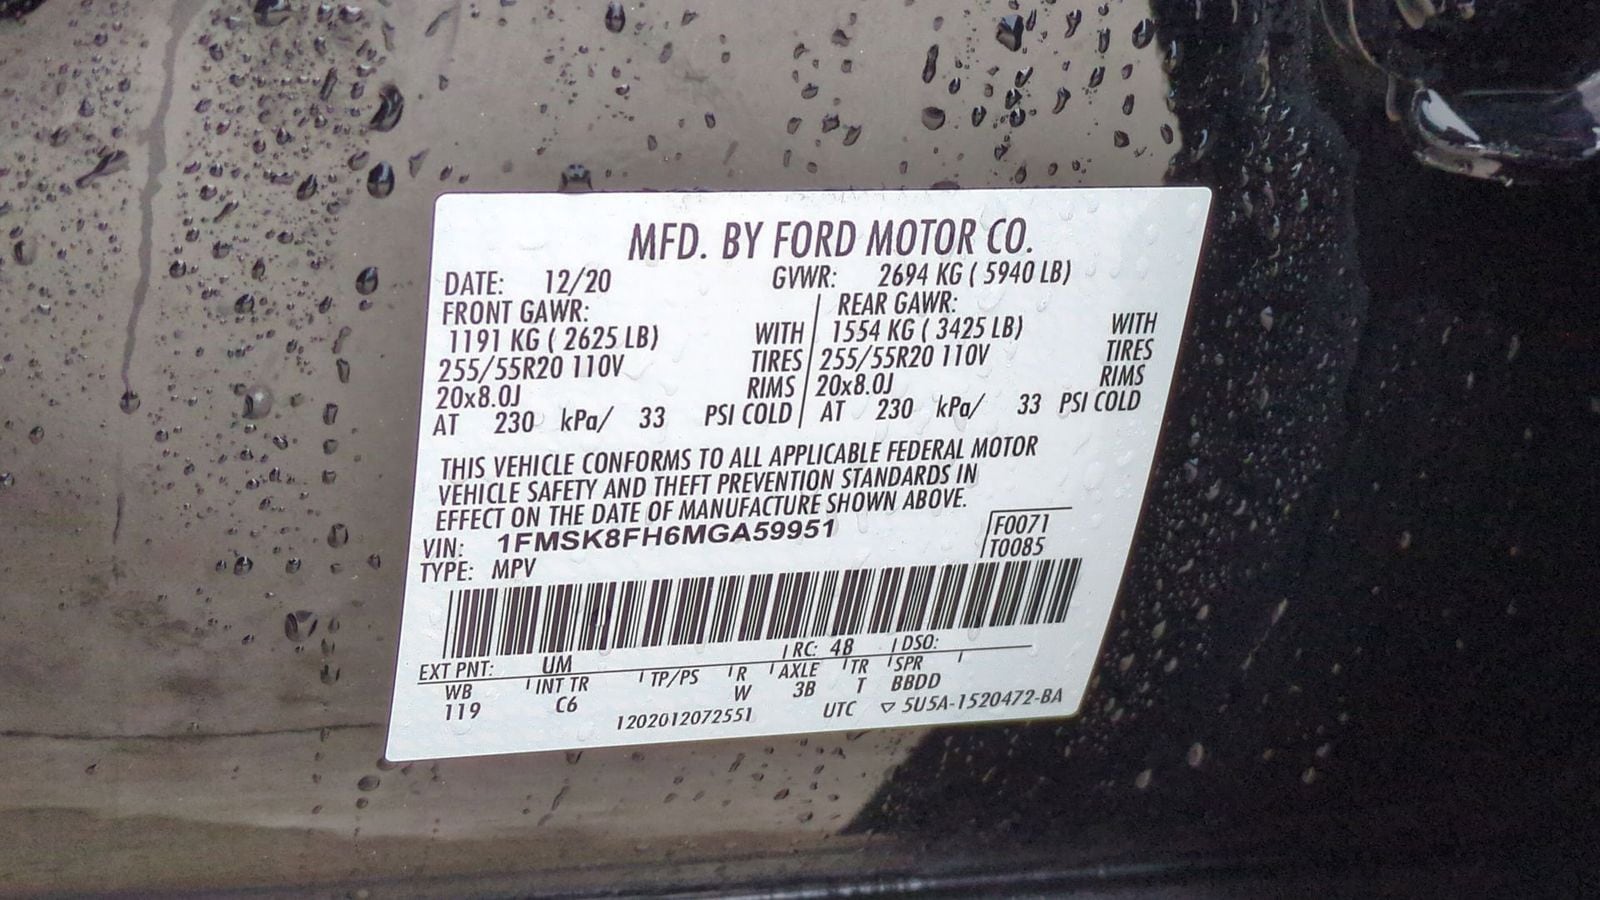 MFD. BY FORD MOTOR CO.
DATE: 12/20 GVWR: 2694 KG ( 5940 LB)
FRONT GAWR: REAR GAWR:
1191 KG ( 2625 LB) WITH 1554 KG ( 3425 LB) WITH
255/55R20 110V TIRES 255/55R20 110V TIRES
20x8.0J RIMS 20x8.0J RIMS
AT 230 kPa/ 33 PSI COLD AT 230 kPa/ 33 PSI COLD
THIS VEHICLE CONFORMS TO ALL APPLICABLE FEDERAL MOTOR
VEHICLE SAFETY AND THEFT PREVENTION STANDARDS IN
EFFECT ON THE DATE OF MANUFACTURE SHOWN ABOVE.
VIN: 1FMSK8FH6MGA59951 F0071
TYPE: MPV T0085
EXT PNT: UM RC: 48 DSO:
WB INT TR TP/PS R AXLE TR SPR
119 C6 W 3B T BBDD
1202012072551 UTC ▽ 5U5A-1520472-BA